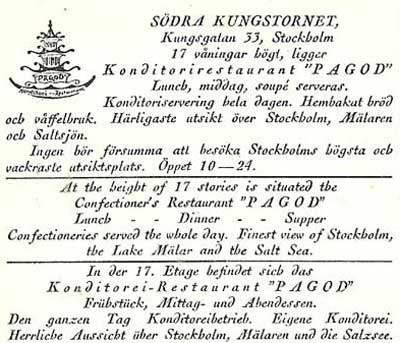 SÖDRA KUNGSTORNET,
Kungsgatan 33, Stockholm
17 våningar högt, ligger
Konditorirestaurant "PAGOD"
Lunch, middag, soupé serveras.
Konditoriservering hela dagen. Hembakat bröd
och våffelbruk. Härligaste utsikt över Stockholm, Mälaren
och Saltsjön.
Ingen bör försumma att besöka Stockholms högsta och
vackraste utsiktsplats. Öppet 10—24.
PAGOD
At the height of 17 stories is situated the
Confectioner's Restaurant "PAGOD"
Lunch - - Dinner - - Supper
Confectioneries served the whole day. Finest view of Stockholm,
the Lake Mälar and the Salt Sea.
In der 17. Etage befindet sich das
Konditorei-Restaurant "PAGOD"
Frühstück, Mittag- und Abendessen.
Den ganzen Tag Konditoreibetrieb. Eigene Konditorei.
Herrliche Aussicht über Stockholm, Mälaren und die Salzsee.